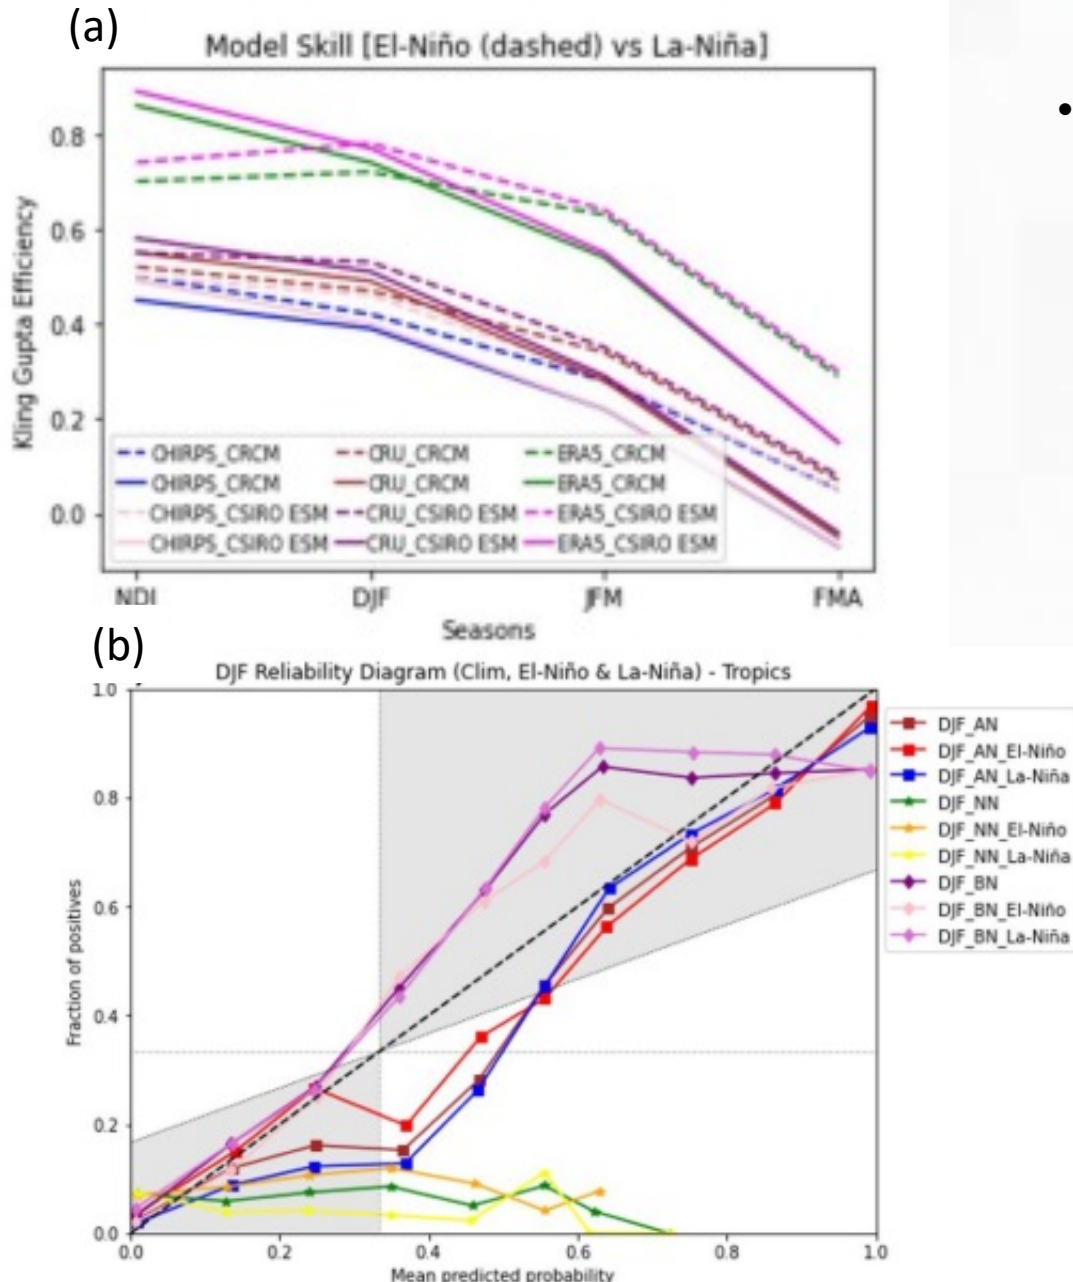 (a)
Model Skill [El-Niño (dashed) vs La-Niña]
Kling Gupta Efficiency
0.8
0.6
0.4
0.2
0.0
CHIRPS_CRCM CRU_CRCM ERA5_CRCM
CHIRPS_CRCM CRU_CRCM ERA5_CRCM
CHIRPS_CSIRO ESM CRU_CSIRO ESM ERA5_CSIRO ESM
CHIRPS_CSIRO ESM CRU_CSIRO ESM ERA5_CSIRO ESM
DJF JFM FMA
Seasons
•
(b)
DJF Reliability Diagram (Clim, El-Niño & La-Niña) - Tropics
Fraction of positives
1.0
0.8
0.6
0.4
0.2
0.0
0.0 0.2 0.4 0.6 0.8 1.0
Mean predicted probability
DJF_AN
DJF_AN_El-Niño
DJF_AN_La-Niña
DJF_NN
DJF_NN_El-Niño
DJF_NN_La-Niña
DJF_BN
DJF_BN_El-Niño
DJF_BN_La-Niña